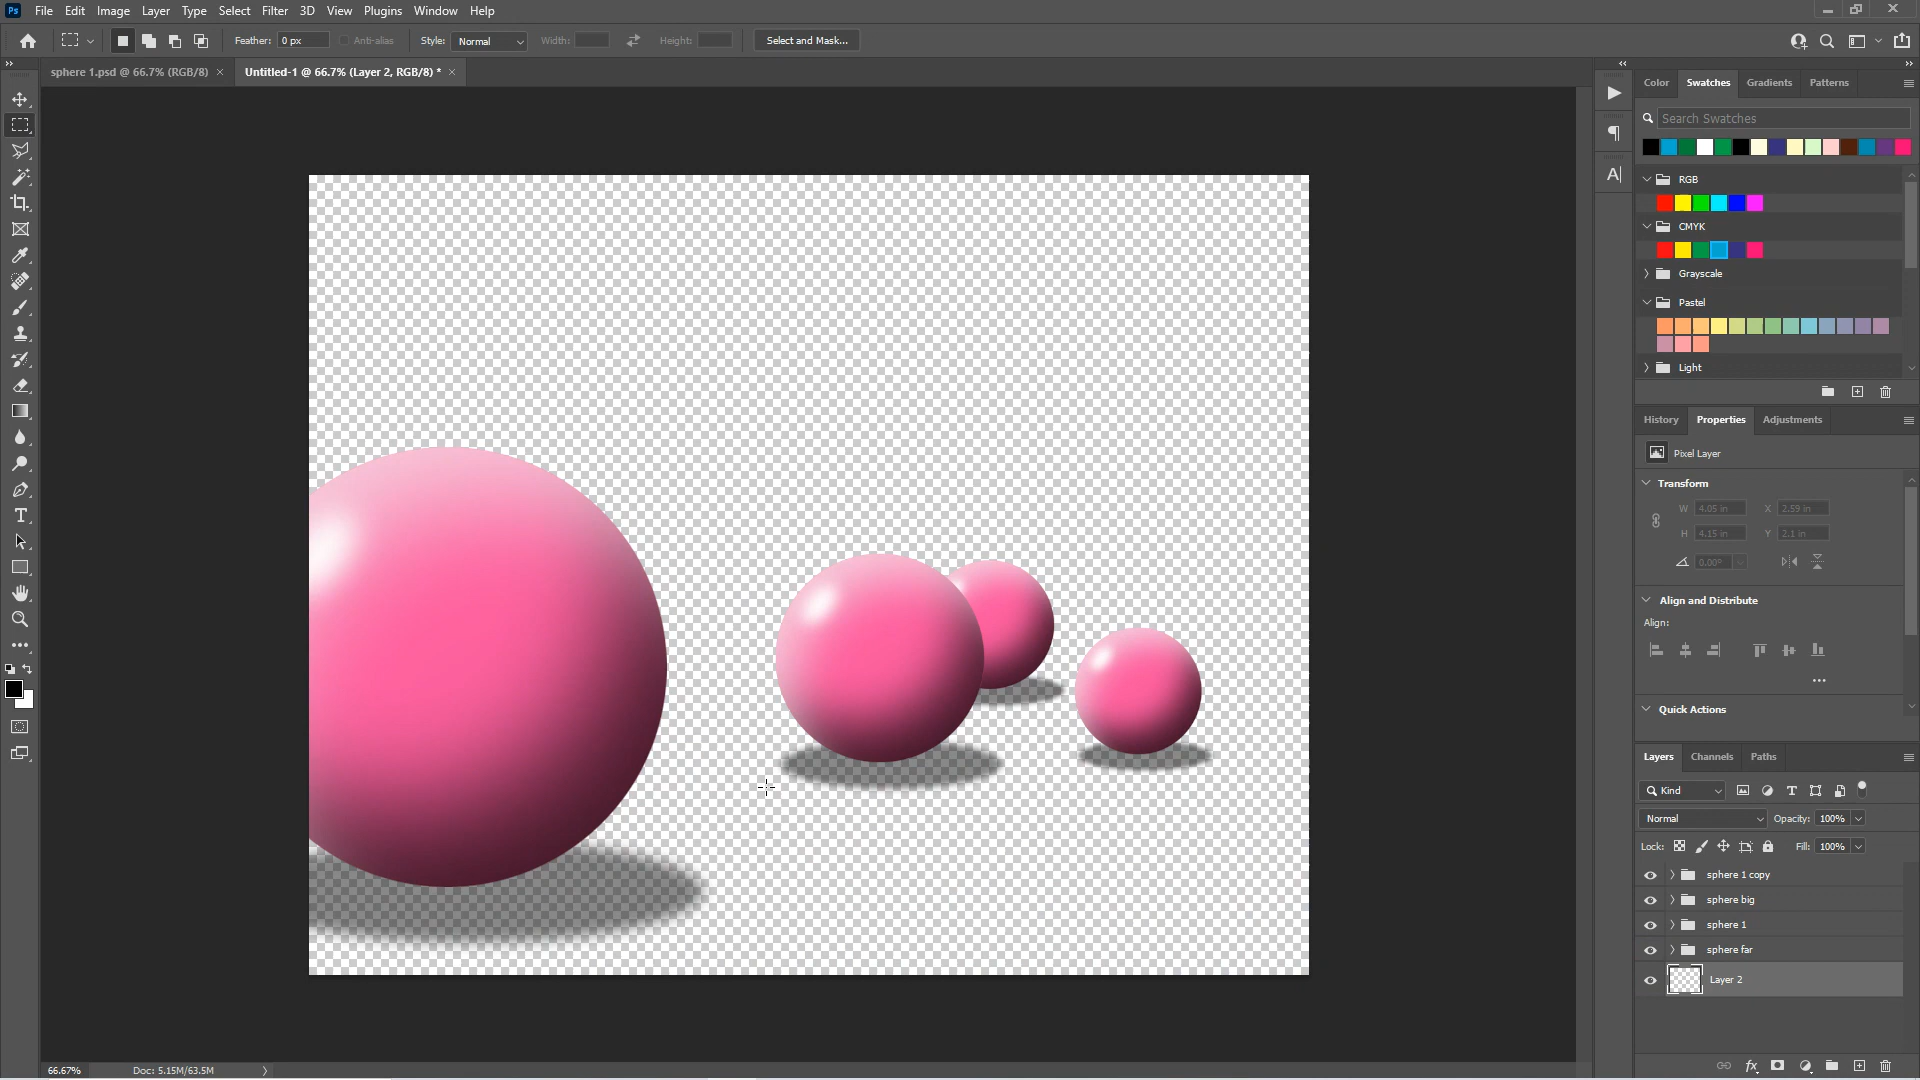 Ps File Edit Image Layer Type Select Filter 3D View Plugins Window Help
Feather: 0 px Anti-alias Style: Normal Width: Height: Select and Mask...
sphere 1.psd @ 66.7% (RGB/8) × Untitled-1 @ 66.7% (Layer 2, RGB/8) * ×
Color Swatches Gradients Patterns
Search Swatches
RGB
CMYK
Grayscale
Pastel
Light
History Properties Adjustments
Pixel Layer
Transform
W 4.05 in X 2.59 in
H 4.15 in Y 2.1 in
0.00°
Align and Distribute
Align:
Quick Actions
Layers Channels Paths
Kind
Normal Opacity: 100%
Lock: Fill: 100%
sphere 1 copy
sphere big
sphere 1
sphere far
Layer 2
66.67% Doc: 5.15M/63.5M